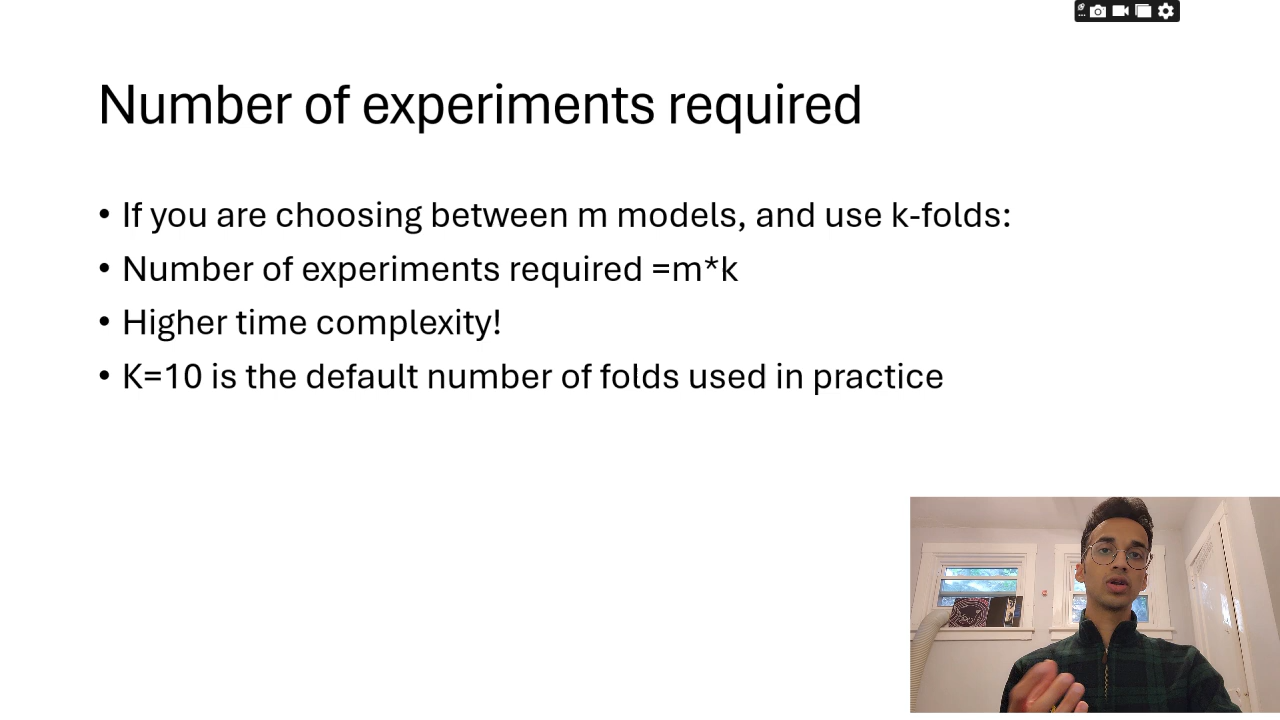 Number of experiments required
• If you are choosing between m models, and use k-folds:
• Number of experiments required =m*k
• Higher time complexity!
• K=10 is the default number of folds used in practice